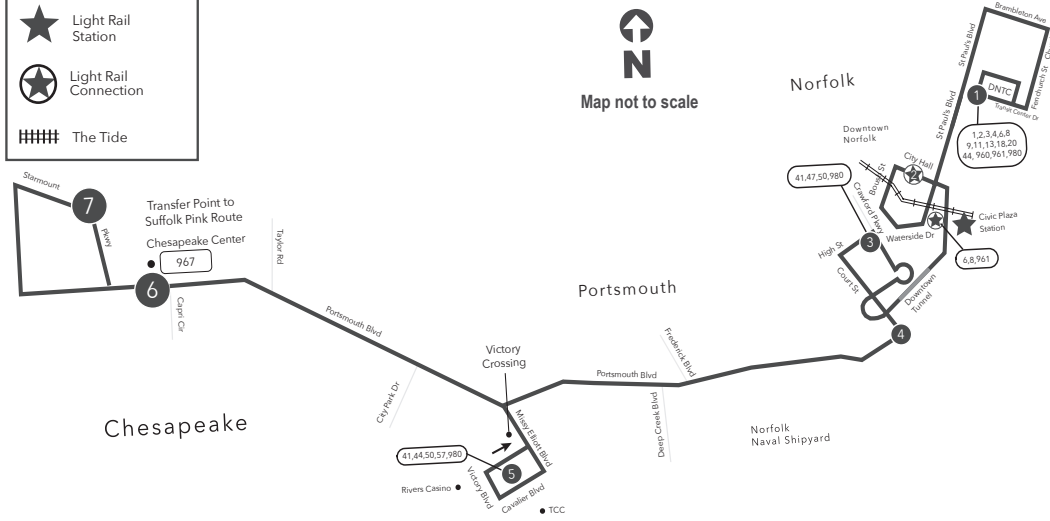 Light Rail
Station
Light Rail
Connection
The Tide
N
Map not to scale
Norfolk
Brambleton Ave
St Paul's Blvd
Fenchurch St
DNTC
1
Transit Center Dr
St Paul's Blvd
1,2,3,4,6,8
9,11,13,18,20
44, 960,961,980
Downtown
Norfolk
City Hall
2
41,47,50,980
Crawford Pkwy
Civic Plaza
Station
Waterside Dr
3
6,8,961
High St
Court St
Downtown
Tunnel
4
Starmount
7
Pkwy
Transfer Point to
Suffolk Pink Route
Chesapeake Center
967
6
Capri Cir
Taylor Rd
Portsmouth
Portsmouth Blvd
Victory
Crossing
Frederick Blvd
Portsmouth Blvd
City Park Dr
Deep Creek Blvd
Chesapeake
Missy Elliott Blvd
Norfolk
Naval Shipyard
41,44,50,57,980
5
Victory Blvd
Rivers Casino
Cavalier Blvd
TCC